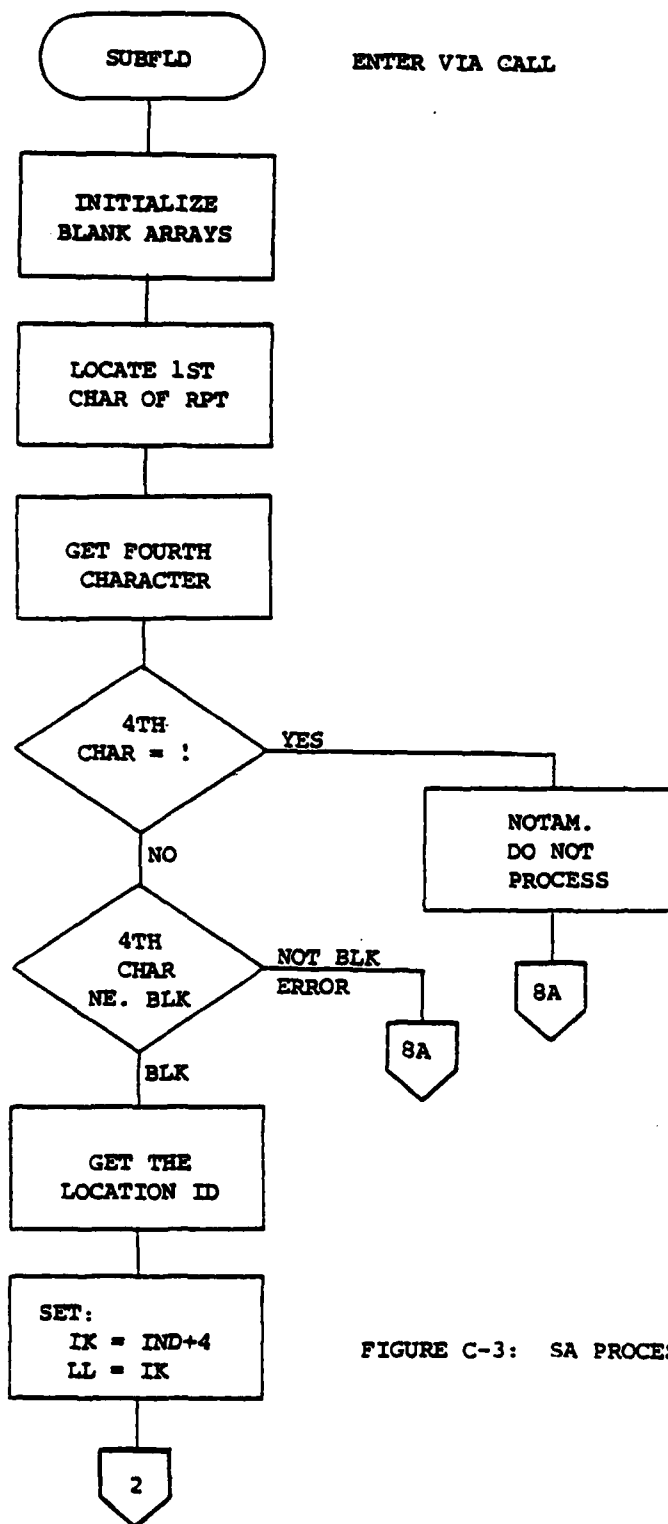 SUBFLD
ENTER VIA CALL
INITIALIZE
BLANK ARRAYS
LOCATE 1ST
CHAR OF RPT
GET FOURTH
CHARACTER
4TH
CHAR = !
YES
NOTAM.
DO NOT
PROCESS
8A
NO
4TH
CHAR
NE. BLK
NOT BLK
ERROR
8A
BLK
GET THE
LOCATION ID
SET:
IK = IND+4
LL = IK
FIGURE C-3: SA PROCES
2